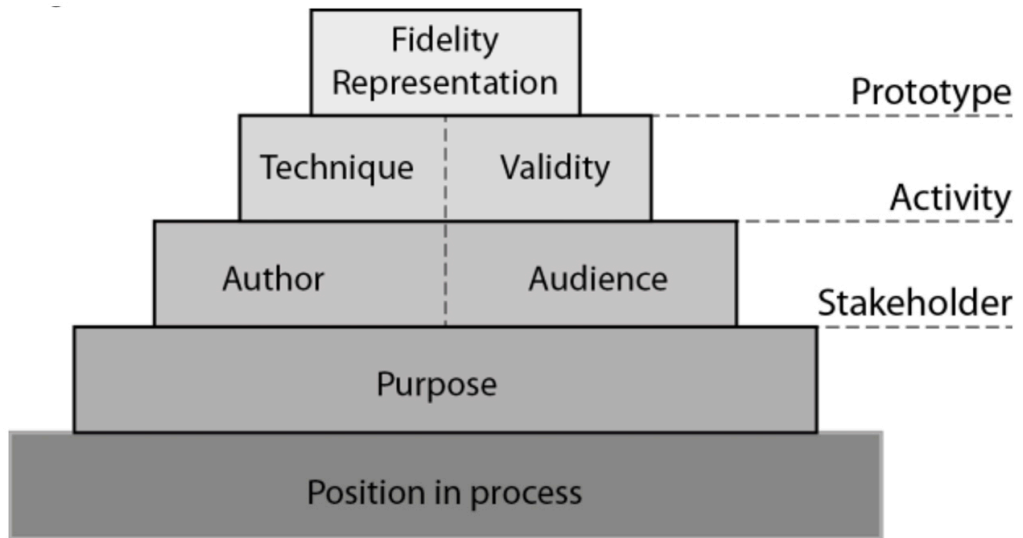 Fidelity
Representation
Prototype
Technique
Validity
Activity
Author
Audience
Stakeholder
Purpose
Position in process